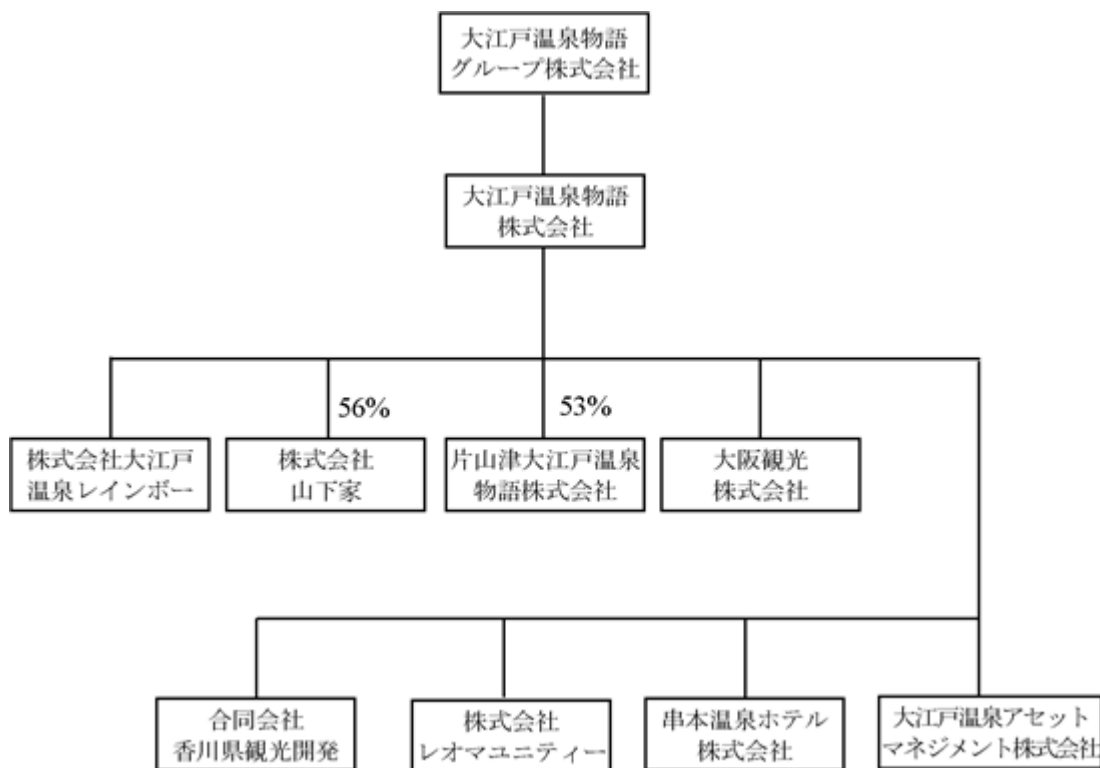 大江戸温泉物語
グループ株式会社
大江戸温泉物語
株式会社
56%
53%
株式会社大江戸
温泉レインボー
株式会社
山下家
片山津大江戸温泉
物語株式会社
大阪観光
株式会社
合同会社
香川県観光開発
株式会社
レオマユニティー
串本温泉ホテル
株式会社
大江戸温泉アセット
マネジメント株式会社